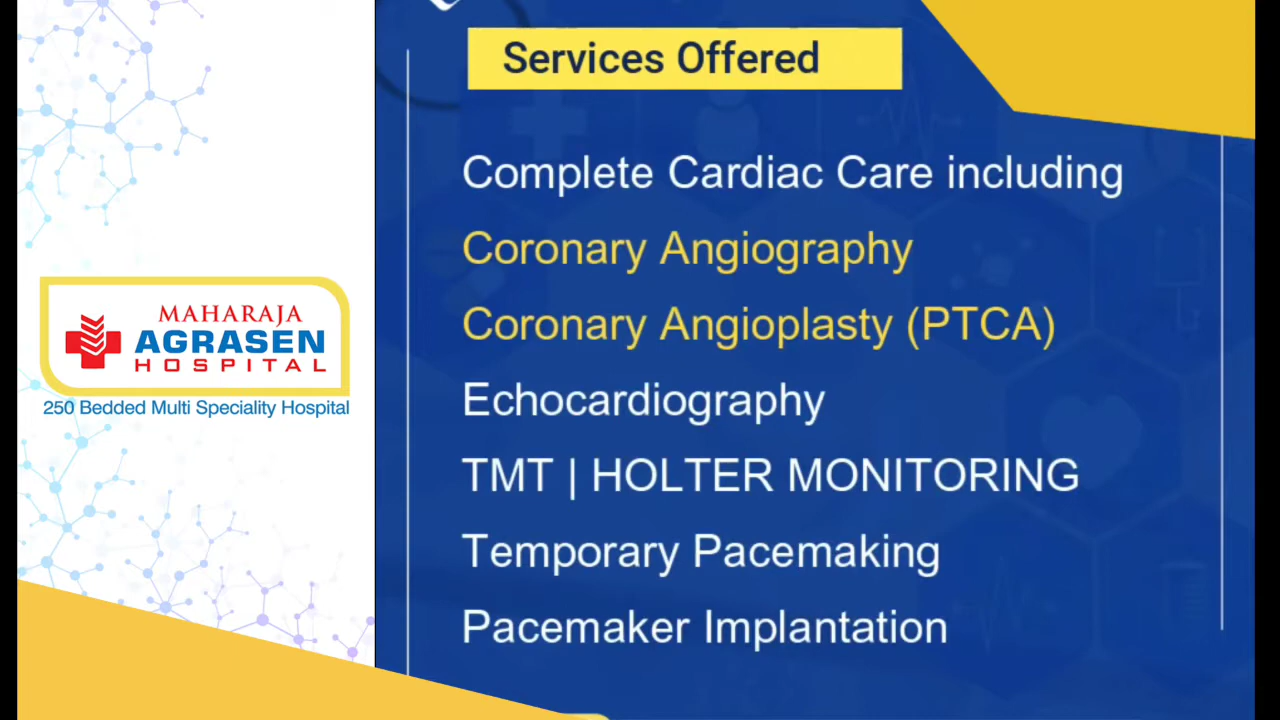 MAHARAJA
AGRASEN
HOSPITAL
250 Bedded Multi Speciality Hospital
Services Offered
Complete Cardiac Care including
Coronary Angiography
Coronary Angioplasty (PTCA)
Echocardiography
TMT | HOLTER MONITORING
Temporary Pacemaking
Pacemaker Implantation